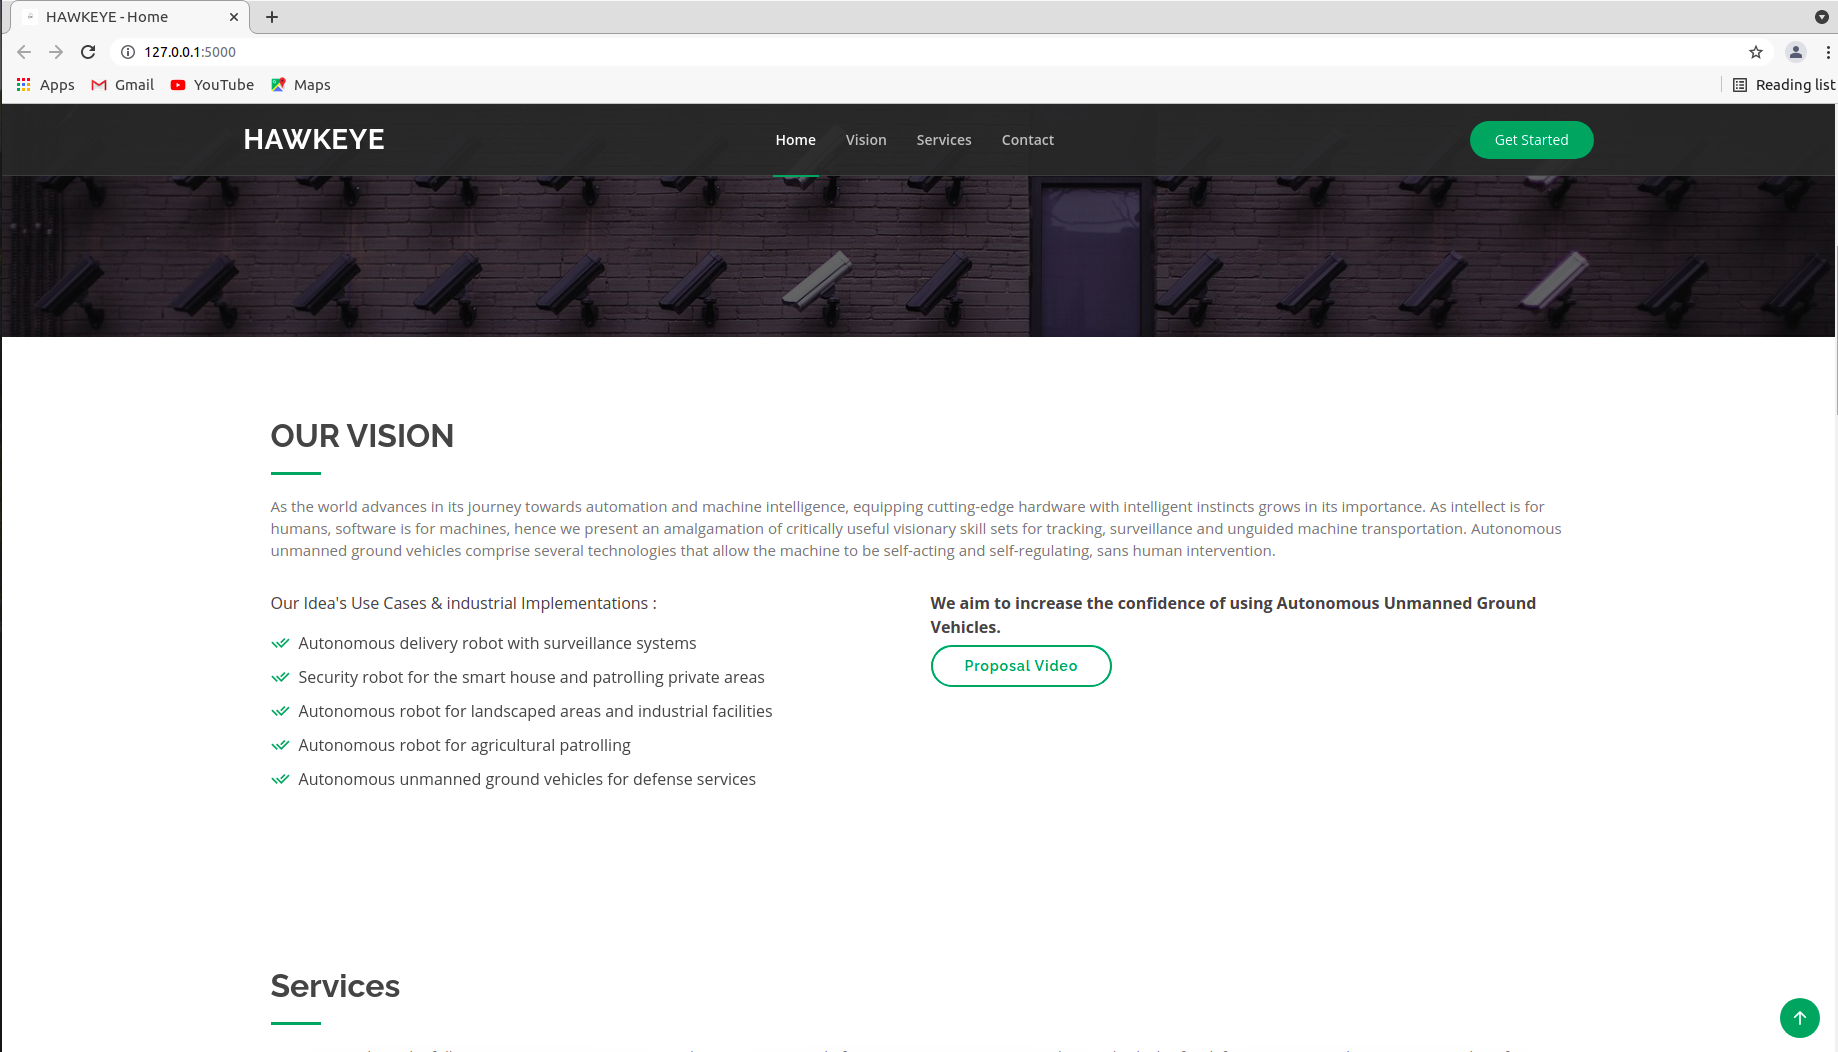 HAWKEYE - Home
127.0.0.1:5000
Apps Gmail YouTube Maps Reading list
HAWKEYE Home Vision Services Contact Get Started
OUR VISION
As the world advances in its journey towards automation and machine intelligence, equipping cutting-edge hardware with intelligent instincts grows in its importance. As intellect is for
humans, software is for machines, hence we present an amalgamation of critically useful visionary skill sets for tracking, surveillance and unguided machine transportation. Autonomous
unmanned ground vehicles comprise several technologies that allow the machine to be self-acting and self-regulating, sans human intervention.
Our Idea's Use Cases & industrial Implementations :
Autonomous delivery robot with surveillance systems
Security robot for the smart house and patrolling private areas
Autonomous robot for landscaped areas and industrial facilities
Autonomous robot for agricultural patrolling
Autonomous unmanned ground vehicles for defense services
We aim to increase the confidence of using Autonomous Unmanned Ground
Vehicles.
Proposal Video
Services